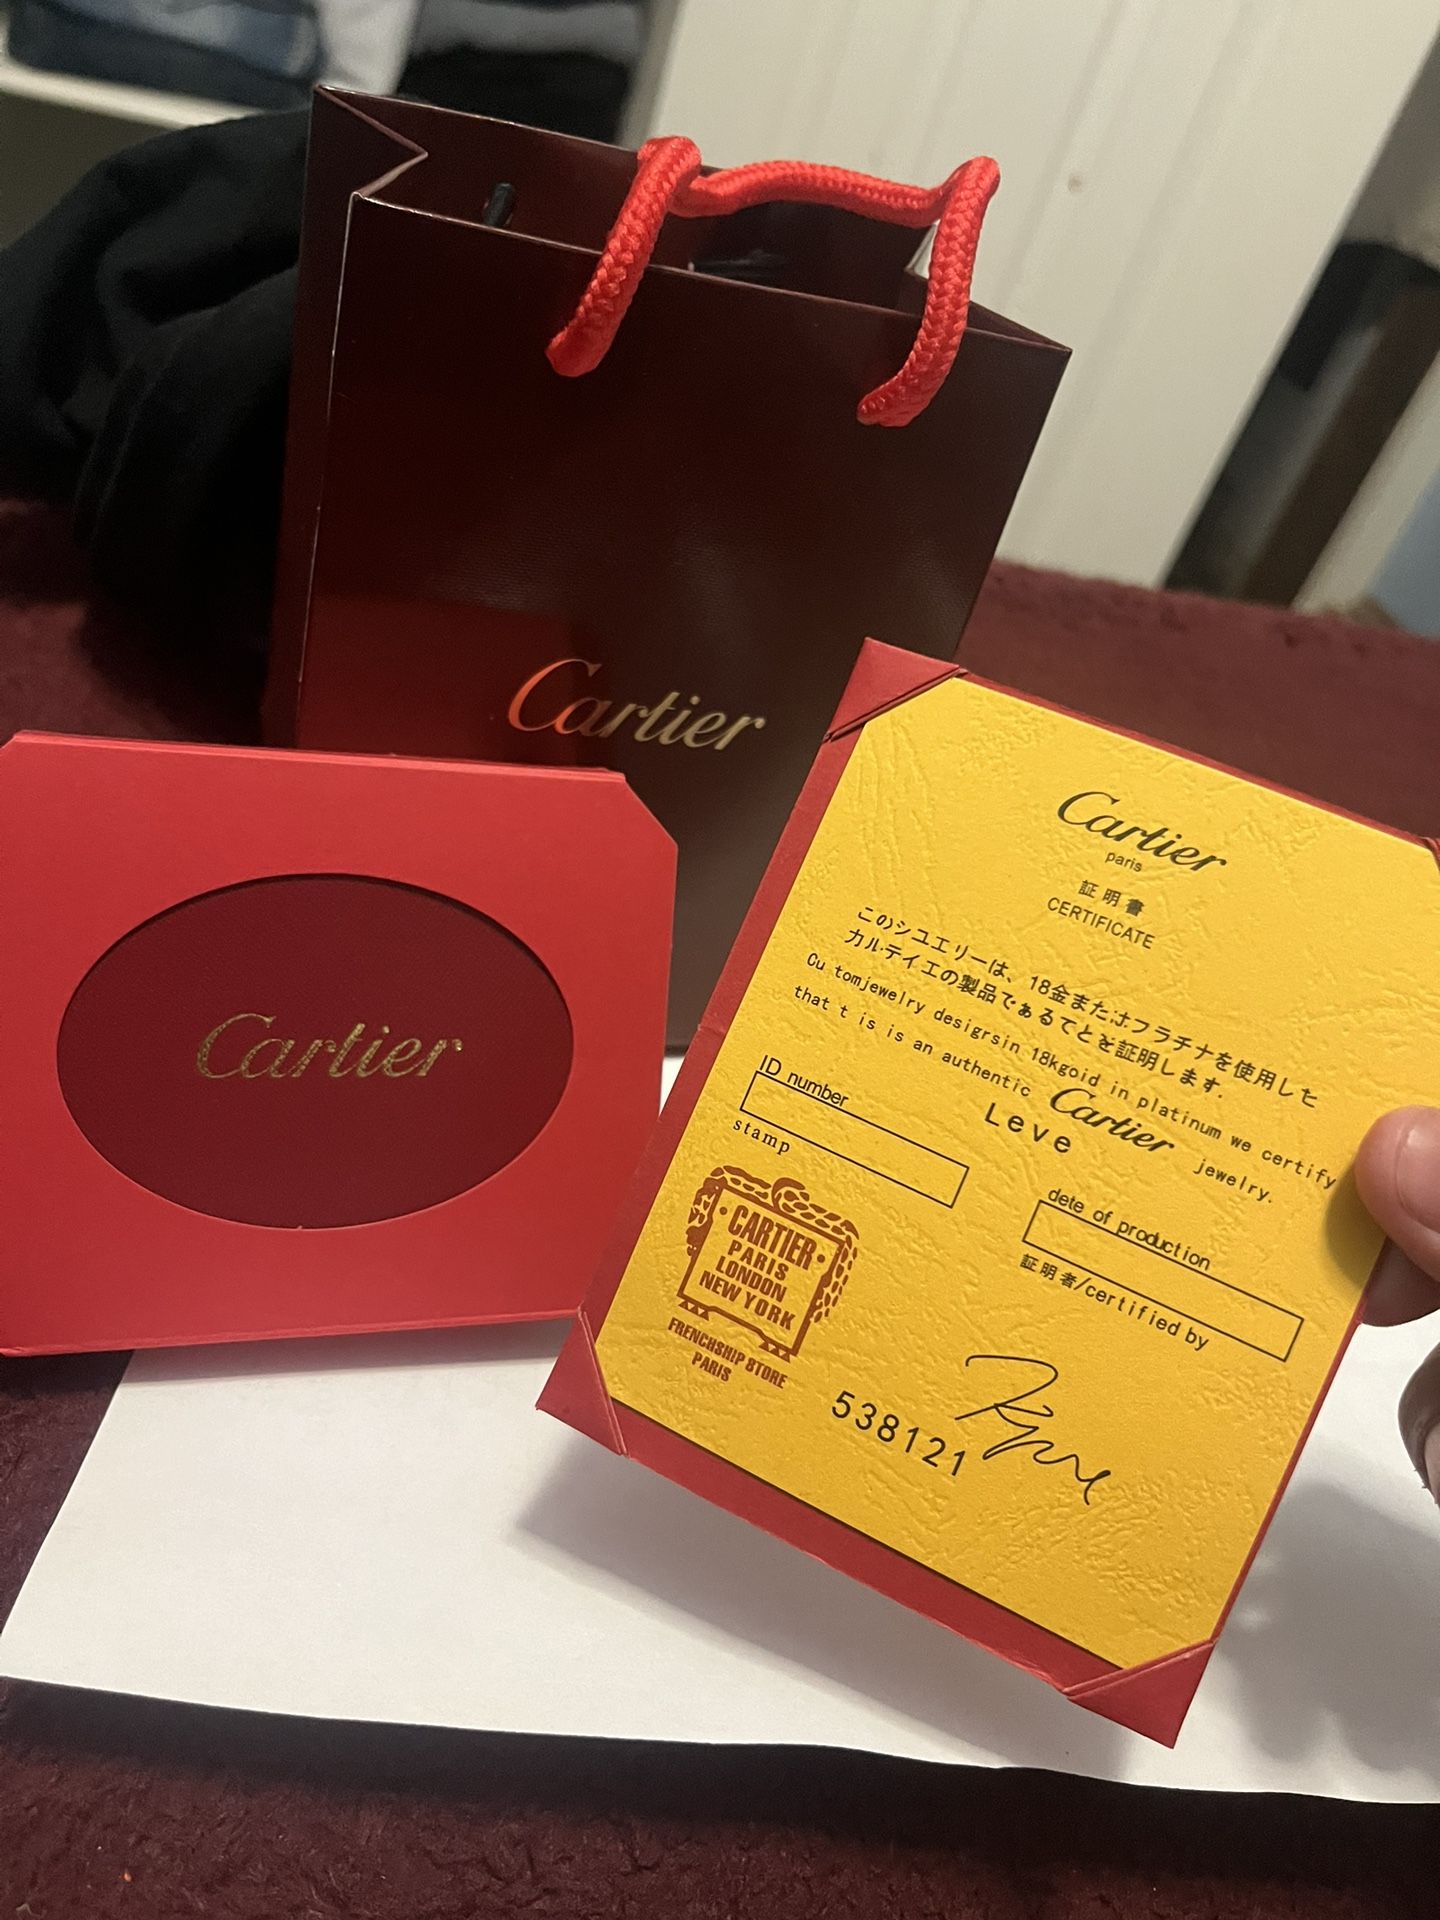 Cartier
Cartier
Cartier
paris
証明書
CERTIFICATE
このシユエリーは、18金またはフラチナを使用したヒ
カルテイエの製品であるてとを証明します.
Cu tomjewelry desigrsin 18kgoid in platinum we certify
that t is is an authentic Cartier jewelry.
Leve
ID number
stamp
CARTIER
PARIS
LONDON
NEW YORK
FRENCHSHIP STORE
PARIS
dete of production
証明者/certified by
538121